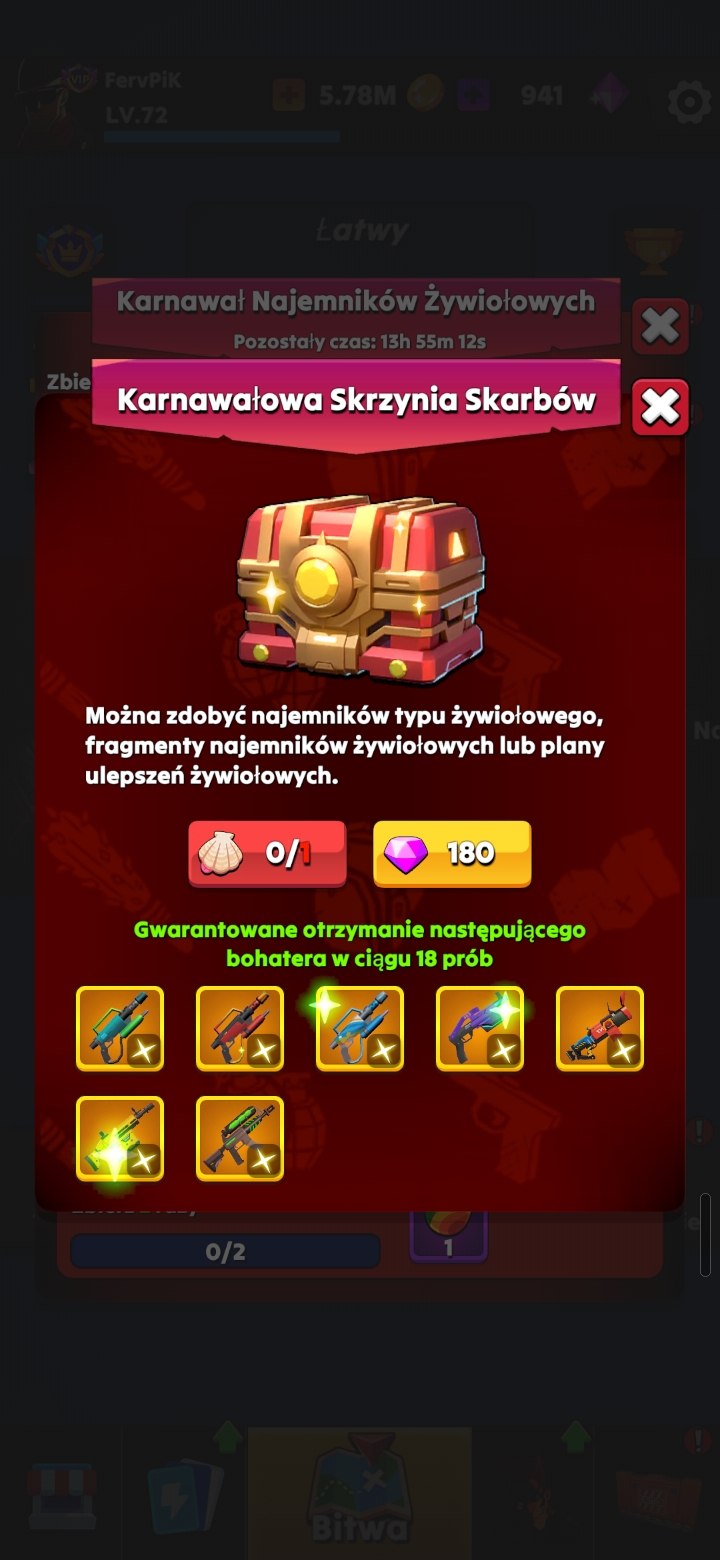 VIP
FervPiK
LV.72
5.78M
941
Łatwy
Karnawał Najemników Żywiołowych
Pozostały czas: 13h 55m 12s
Zbie
Karnawałowa Skrzynia Skarbów
Można zdobyć najemników typu żywiołowego,
fragmenty najemników żywiołowych lub plany
ulepszeń żywiołowych.
0/1
180
Gwarantowane otrzymanie następującego
bohatera w ciągu 18 prób
0/2
1
Bitwa